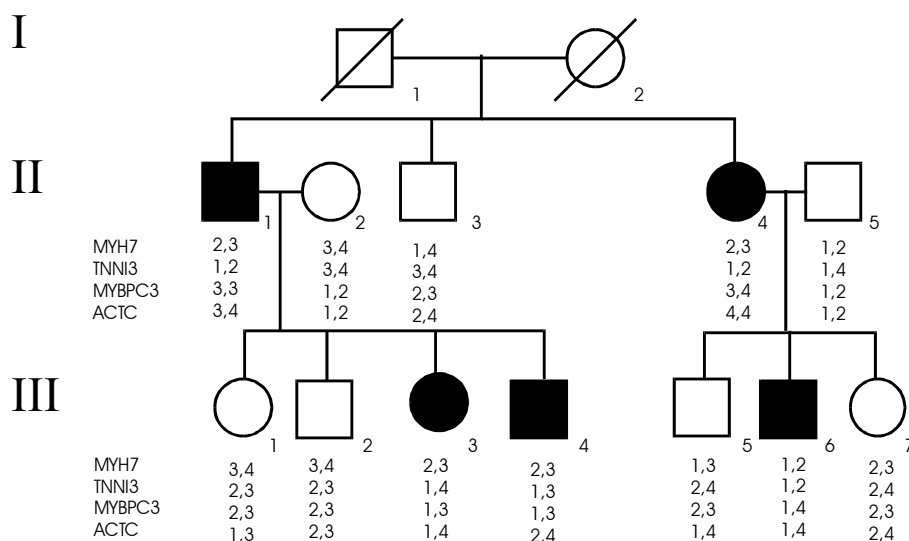 I
1 2
II
1 2 3 4 5
MYH7 2,3 3,4 1,4 2,3 1,2
TNNI3 1,2 3,4 3,4 1,2 1,4
MYBPC3 3,3 1,2 2,3 3,4 1,2
ACTC 3,4 1,2 2,4 4,4 1,2
III
1 2 3 4 5 6 7
MYH7 3,4 3,4 2,3 2,3 1,3 1,2 2,3
TNNI3 2,3 2,3 1,4 1,3 2,4 1,2 2,4
MYBPC3 2,3 2,3 1,3 1,3 2,3 1,4 2,3
ACTC 1,3 2,3 1,4 2,4 1,4 1,4 2,4